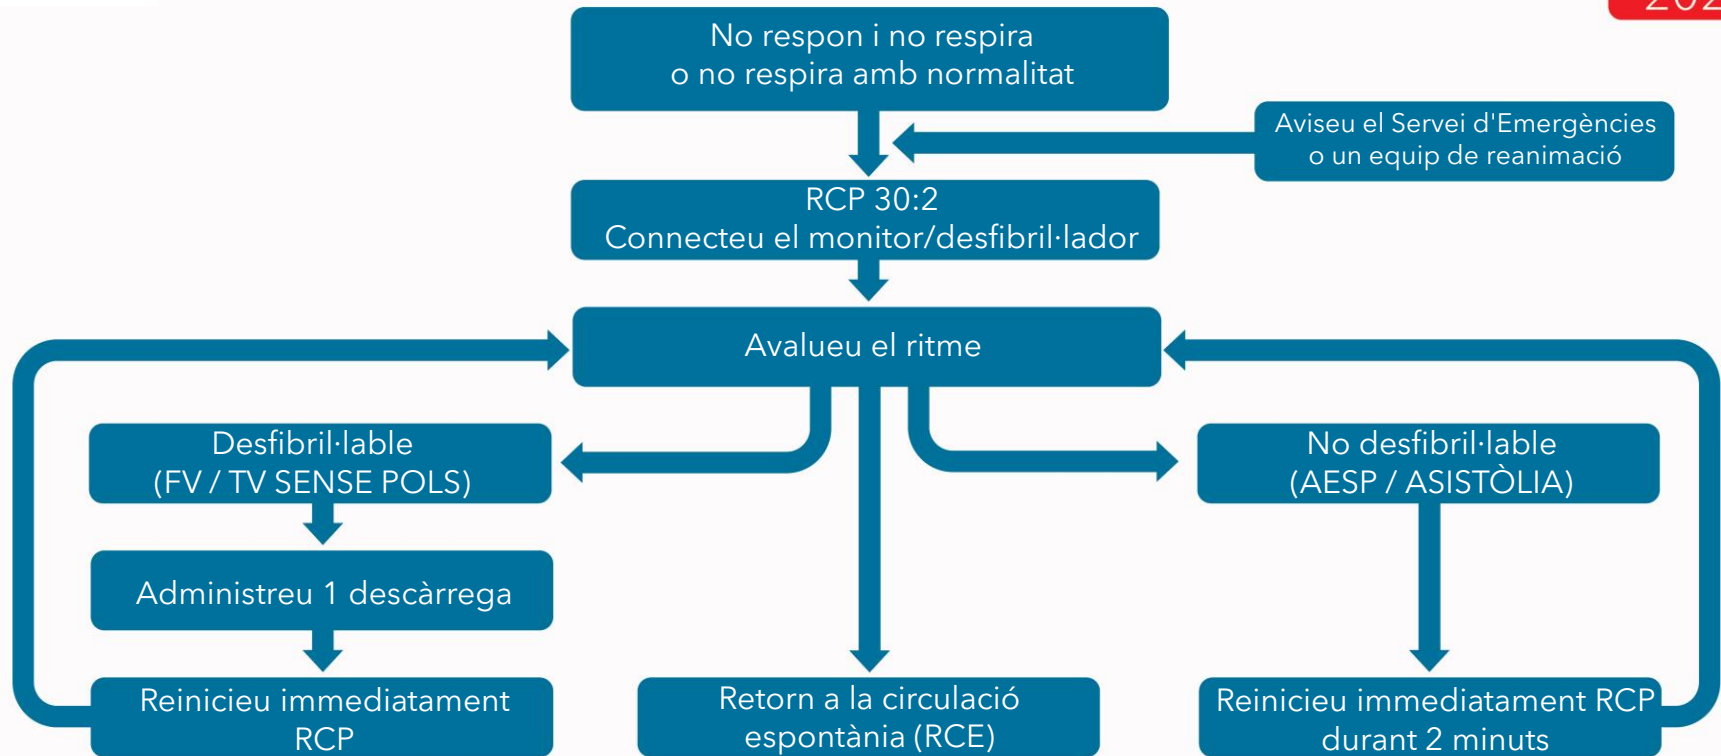 No respon i no respira
o no respira amb normalitat
Aviseu el Servei d'Emergències
o un equip de reanimació
RCP 30:2
Connecteu el monitor/desfibril·lador
Avalueu el ritme
Desfibril·lable
(FV / TV SENSE POLS)
No desfibril·lable
(AESP / ASISTÒLIA)
Administreu 1 descàrrega
Reinicieu immediatament
RCP
Retorn a la circulació
espontània (RCE)
Reinicieu immediatament RCP
durant 2 minuts